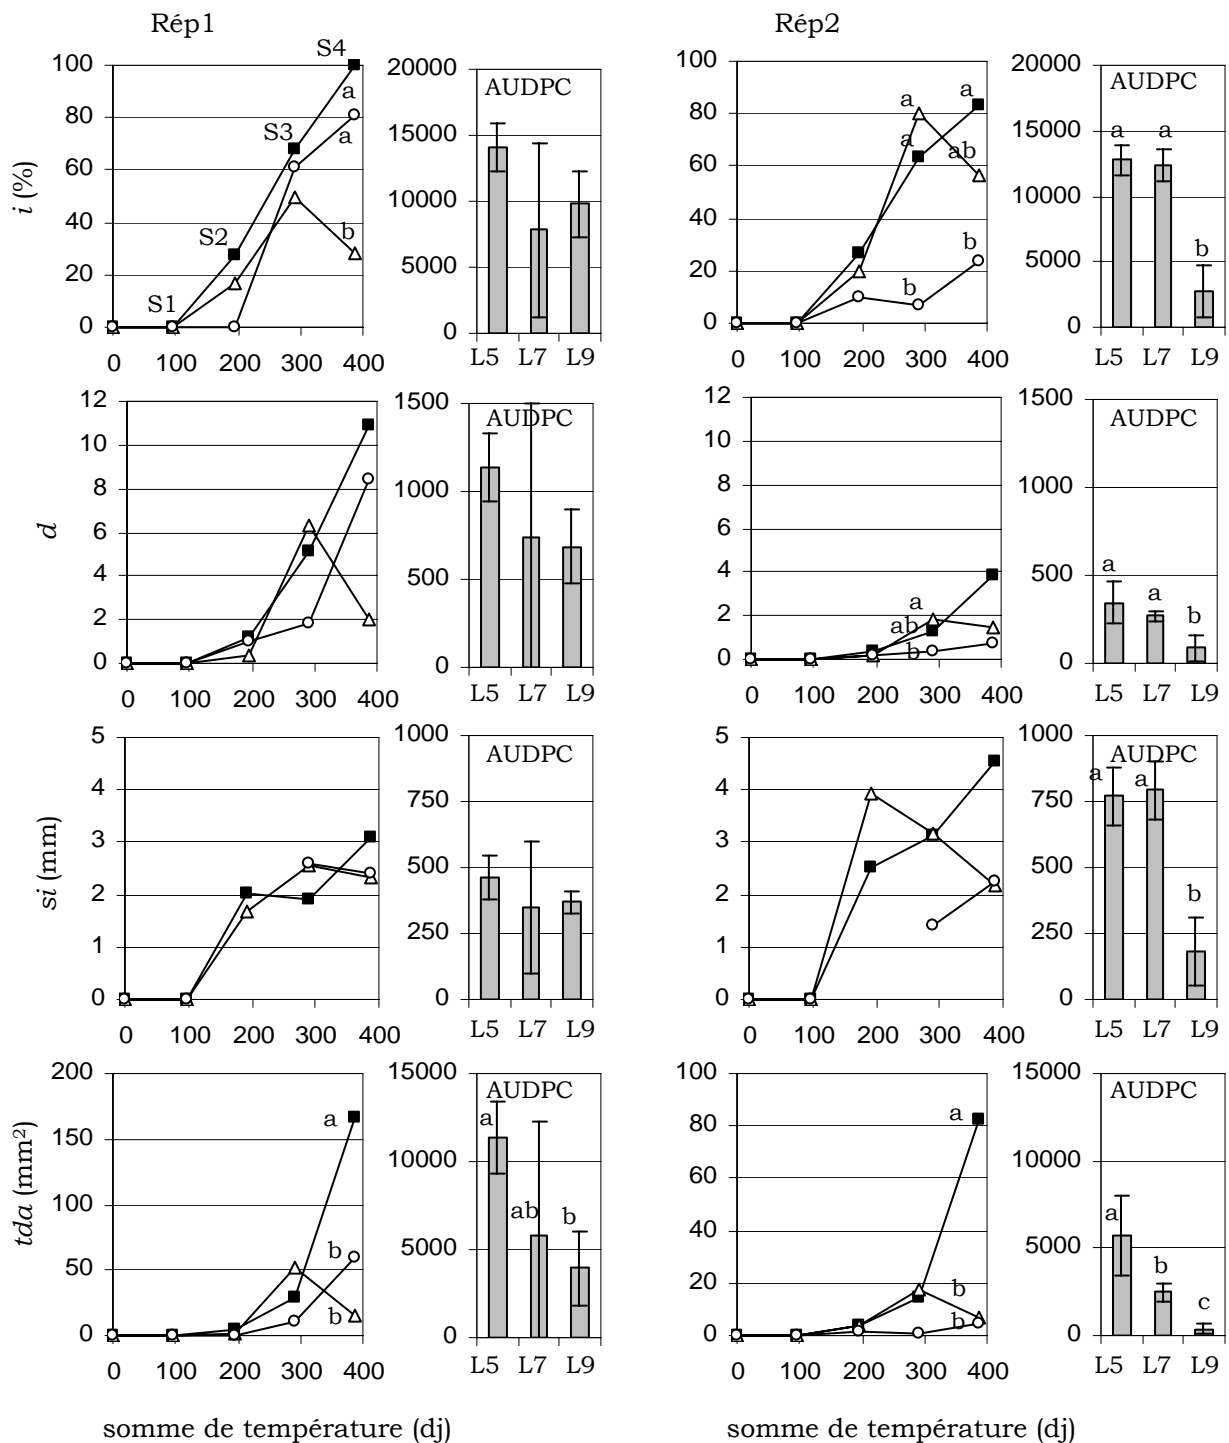 Rép1
Rép2
i (%)
100
80
60
40
20
0
S1
S2
S3
S4
a
a
b
0 100 200 300 400
AUDPC
20000
15000
10000
5000
0
L5 L7 L9
100
80
60
40
20
0
a
a
a
ab
b
b
0 100 200 300 400
AUDPC
20000
15000
10000
5000
0
a
a
b
L5 L7 L9
d
12
10
8
6
4
2
0
0 100 200 300 400
AUDPC
1500
1000
500
0
L5 L7 L9
12
10
8
6
4
2
0
a
ab
b
0 100 200 300 400
AUDPC
1500
1000
500
0
a
a
b
L5 L7 L9
si (mm)
5
4
3
2
1
0
0 100 200 300 400
AUDPC
1000
750
500
250
0
L5 L7 L9
5
4
3
2
1
0
0 100 200 300 400
AUDPC
1000
750
500
250
0
a
a
b
L5 L7 L9
tda (mm²)
200
150
100
50
0
a
b
b
0 100 200 300 400
AUDPC
15000
10000
5000
0
a
ab
b
L5 L7 L9
100
80
60
40
20
0
a
b
b
0 100 200 300 400
AUDPC
15000
10000
5000
0
a
b
c
L5 L7 L9
somme de température (dj)
somme de température (dj)